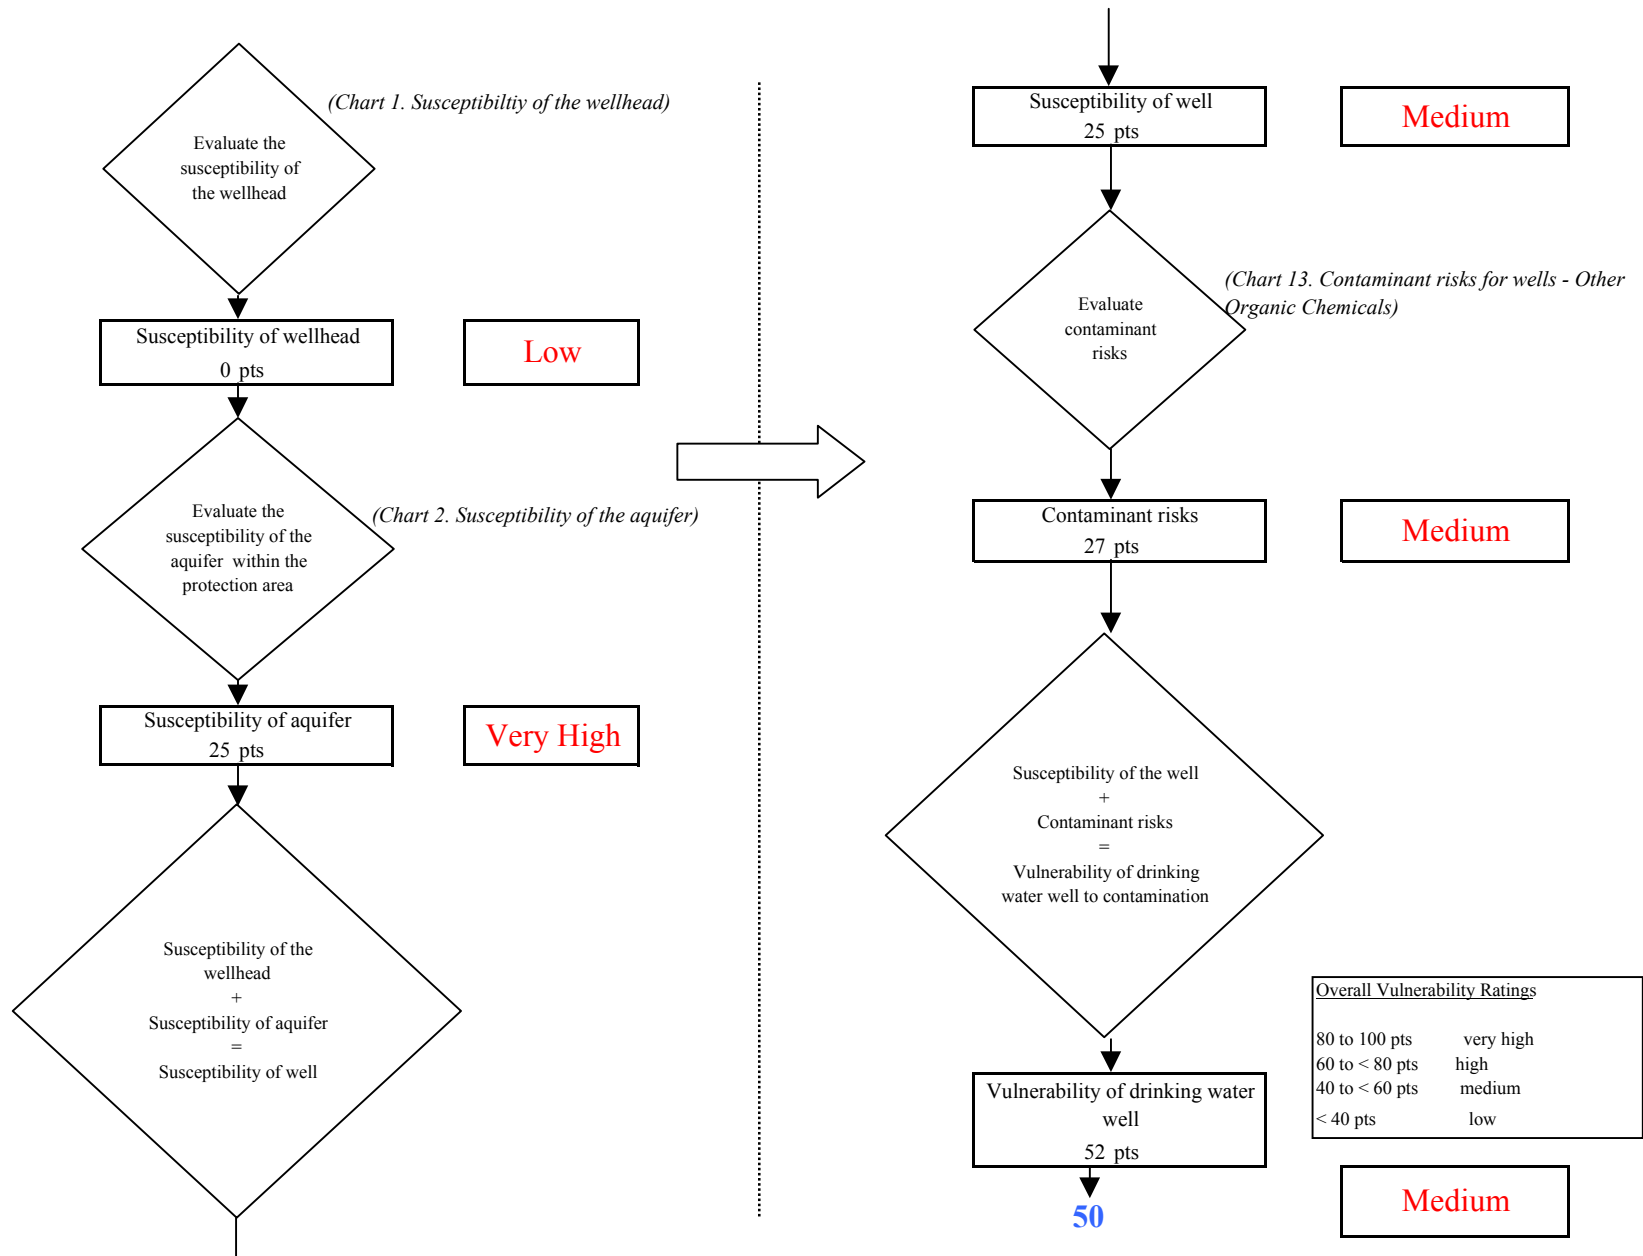 (Chart 1. Susceptibiltiy of the wellhead)
Evaluate the
susceptibility of
the wellhead
Susceptibility of wellhead
0 pts
Low
(Chart 2. Susceptibility of the aquifer)
Evaluate the
susceptibility of the
aquifer within the
protection area
Susceptibility of aquifer
25 pts
Very High
Susceptibility of the
wellhead
+
Susceptibility of aquifer
=
Susceptibility of well
Susceptibility of well
25 pts
Medium
(Chart 13. Contaminant risks for wells - Other
Organic Chemicals)
Evaluate
contaminant
risks
Contaminant risks
27 pts
Medium
Susceptibility of the well
+
Contaminant risks
=
Vulnerability of drinking
water well to contamination
Overall Vulnerability Ratings
80 to 100 pts very high
60 to < 80 pts high
40 to < 60 pts medium
< 40 pts low
Vulnerability of drinking water
well
52 pts
50
Medium